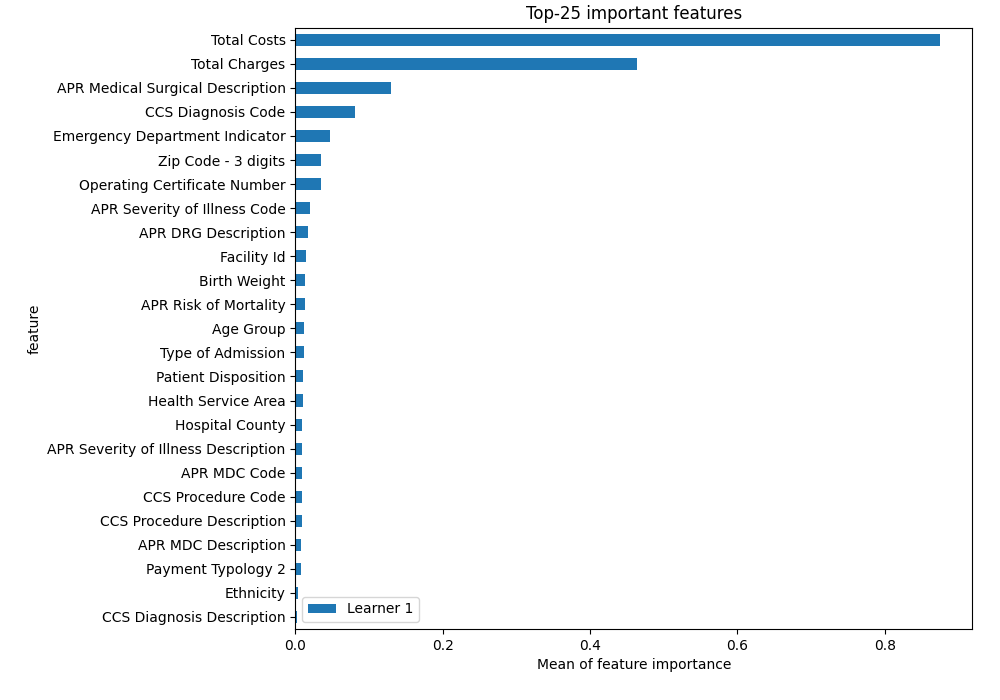 Top-25 important features
Total Costs
Total Charges
APR Medical Surgical Description
CCS Diagnosis Code
Emergency Department Indicator
Zip Code - 3 digits
Operating Certificate Number
APR Severity of Illness Code
APR DRG Description
Facility Id
Birth Weight
APR Risk of Mortality
Age Group
Type of Admission
Patient Disposition
Health Service Area
Hospital County
APR Severity of Illness Description
APR MDC Code
CCS Procedure Code
CCS Procedure Description
APR MDC Description
Payment Typology 2
Ethnicity
CCS Diagnosis Description
feature
Learner 1
0.0 0.2 0.4 0.6 0.8
Mean of feature importance